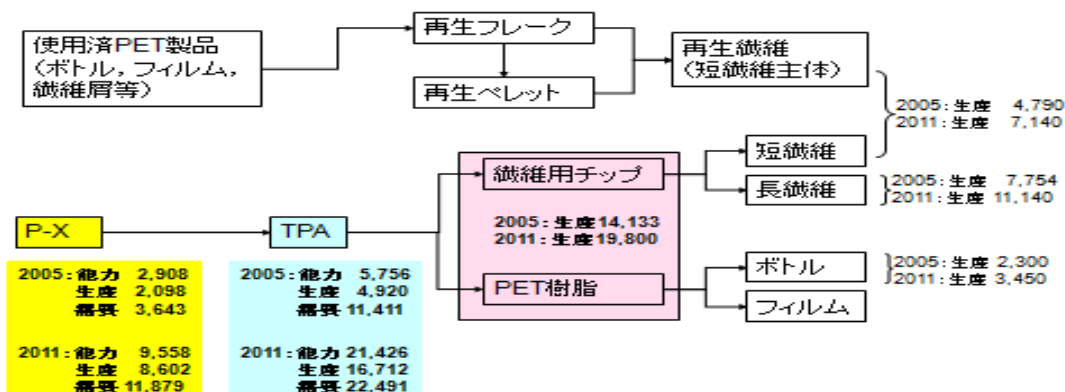 使用済PET製品
（ボトル，フィルム，
繊維屑等）
再生フレーク
再生ペレット
再生繊維
（短繊維主体）
2005：生産 4,790
2011：生産 7,140
短繊維
繊維用チップ
長繊維
2005：生産 7,754
2011：生産 11,140
2005：生産14,133
2011：生産19,800
P-X
TPA
PET樹脂
ボトル
2005：生産 2,300
2011：生産 3,450
フィルム
2005：能力 2,908
生産 2,098
需要 3,643
2011：能力 9,558
生産 8,602
需要 11,879
2005：能力 5,756
生産 4,920
需要 11,411
2011：能力 21,426
生産 16,712
需要 22,491